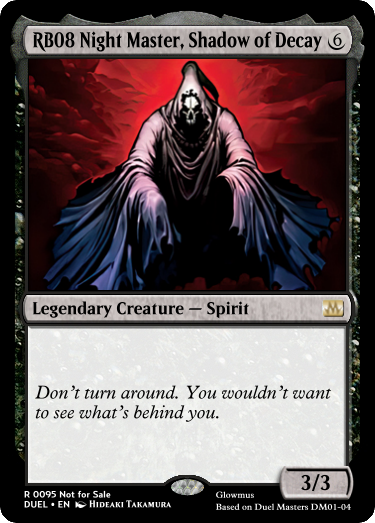 RB08 Night Master, Shadow of Decay 6
Legendary Creature — Spirit
Don't turn around. You wouldn't want
to see what's behind you.
3/3
R 0095 Not for Sale
DUEL • EN Hideaki Takamura
Glowmus
Based on Duel Masters DM01-04